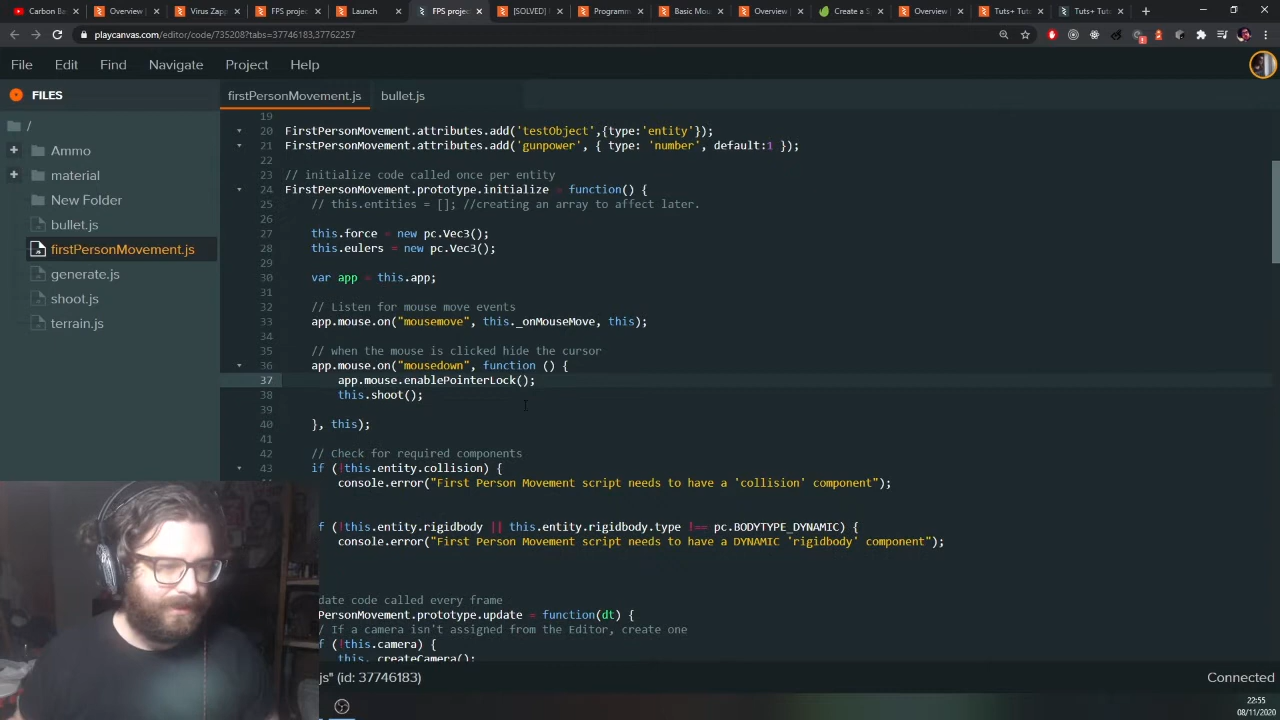 Carbon Ba
Overview |
Virus Zapp
FPS projec
Launch
FPS projec
[SOLVED]
Programm
Basic Mou
Overview |
Create a S
Overview |
Tuts+ Tuto
Tuts+ Tuto
playcanvas.com/editor/code/735208?tabs=37746183,37762257
File Edit Find Navigate Project Help
FILES
firstPersonMovement.js
bullet.js
/
Ammo
material
New Folder
bullet.js
firstPersonMovement.js
generate.js
shoot.js
terrain.js
19
20 FirstPersonMovement.attributes.add('testObject',{type:'entity'});
21 FirstPersonMovement.attributes.add('gunpower', { type: 'number', default:1 });
22
23 // initialize code called once per entity
24 FirstPersonMovement.prototype.initialize = function() {
25 // this.entities = []; //creating an array to affect later.
26
27 this.force = new pc.Vec3();
28 this.eulers = new pc.Vec3();
29
30 var app = this.app;
31
32 // Listen for mouse move events
33 app.mouse.on("mousemove", this._onMouseMove, this);
34
35 // when the mouse is clicked hide the cursor
36 app.mouse.on("mousedown", function () {
37 app.mouse.enablePointerLock();
38 this.shoot();
39
40 }, this);
41
42 // Check for required components
43 if (!this.entity.collision) {
console.error("First Person Movement script needs to have a 'collision' component");
f (!this.entity.rigidbody || this.entity.rigidbody.type !== pc.BODYTYPE_DYNAMIC) {
console.error("First Person Movement script needs to have a DYNAMIC 'rigidbody' component");
date code called every frame
PersonMovement.prototype.update = function(dt) {
/ If a camera isn't assigned from the Editor, create one
f (!this.camera) {
this._createCamera();
js" (id: 37746183)
Connected
22:55
08/11/2020